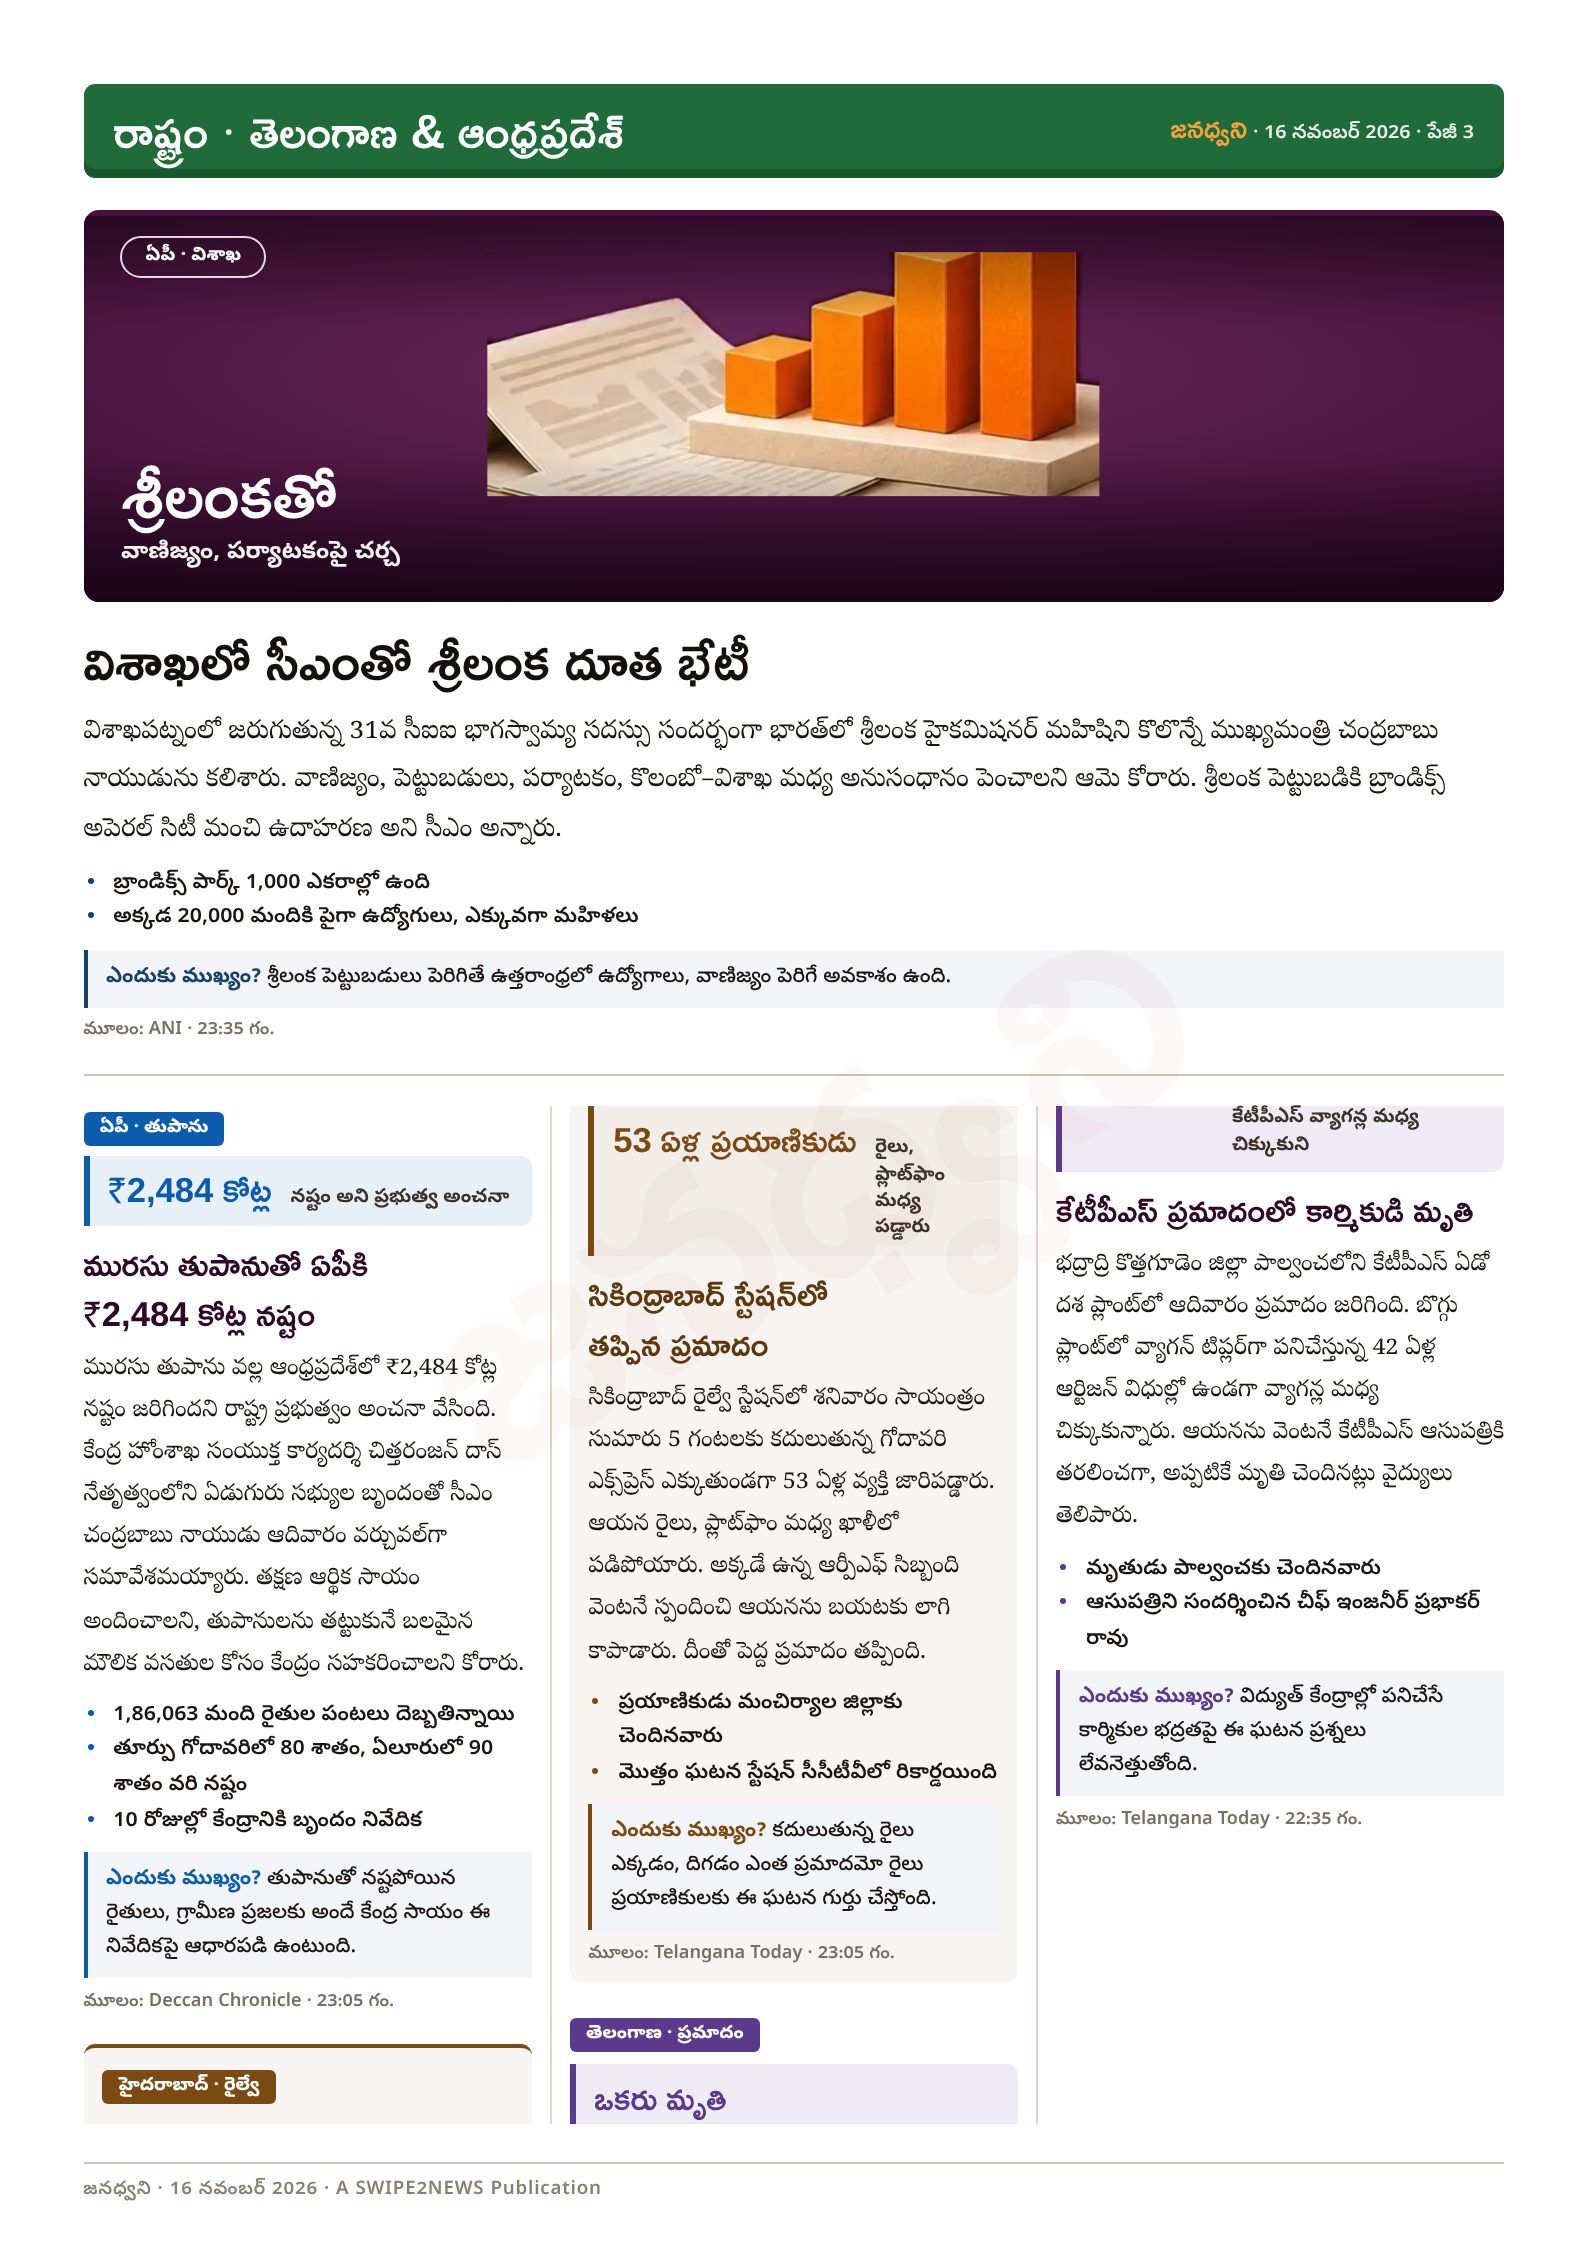 రాష్ట్రం · తెలంగాణ & ఆంధ్రప్రదేశ్
జనధ్వని · 16 నవంబర్ 2026 · పేజీ 3
ఏపీ · విశాఖ
శ్రీలంకతో
వాణిజ్యం, పర్యాటకంపై చర్చ
విశాఖలో సీఎంతో శ్రీలంక దూత భేటీ
విశాఖపట్నంలో జరుగుతున్న 31వ సీఐఐ భాగస్వామ్య సదస్సు సందర్భంగా భారత్‌లో శ్రీలంక హైకమిషనర్ మహిషిని కొలొన్నే ముఖ్యమంత్రి చంద్రబాబు
నాయుడును కలిశారు. వాణిజ్యం, పెట్టుబడులు, పర్యాటకం, కొలంబో–విశాఖ మధ్య అనుసంధానం పెంచాలని ఆమె కోరారు. శ్రీలంక పెట్టుబడికి బ్రాండిక్స్
అపెరల్ సిటీ మంచి ఉదాహరణ అని సీఎం అన్నారు.
• బ్రాండిక్స్ పార్క్ 1,000 ఎకరాల్లో ఉంది
• అక్కడ 20,000 మందికి పైగా ఉద్యోగులు, ఎక్కువగా మహిళలు
ఎందుకు ముఖ్యం? శ్రీలంక పెట్టుబడులు పెరిగితే ఉత్తరాంధ్రలో ఉద్యోగాలు, వాణిజ్యం పెరిగే అవకాశం ఉంది.
మూలం: ANI · 23:35 గం.
ఏపీ · తుపాను
₹2,484 కోట్ల నష్టం అని ప్రభుత్వ అంచనా
మురసు తుపానుతో ఏపీకి
₹2,484 కోట్ల నష్టం
మురసు తుపాను వల్ల ఆంధ్రప్రదేశ్‌లో ₹2,484 కోట్ల
నష్టం జరిగిందని రాష్ట్ర ప్రభుత్వం అంచనా వేసింది.
కేంద్ర హోంశాఖ సంయుక్త కార్యదర్శి చిత్తరంజన్ దాస్
నేతృత్వంలోని ఏడుగురు సభ్యుల బృందంతో సీఎం
చంద్రబాబు నాయుడు ఆదివారం వర్చువల్‌గా
సమావేశమయ్యారు. తక్షణ ఆర్థిక సాయం
అందించాలని, తుపానులను తట్టుకునే బలమైన
మౌలిక వసతుల కోసం కేంద్రం సహకరించాలని కోరారు.
• 1,86,063 మంది రైతుల పంటలు దెబ్బతిన్నాయి
• తూర్పు గోదావరిలో 80 శాతం, ఏలూరులో 90
శాతం వరి నష్టం
• 10 రోజుల్లో కేంద్రానికి బృందం నివేదిక
ఎందుకు ముఖ్యం? తుపానుతో నష్టపోయిన
రైతులు, గ్రామీణ ప్రజలకు అందే కేంద్ర సాయం ఈ
నివేదికపై ఆధారపడి ఉంటుంది.
మూలం: Deccan Chronicle · 23:05 గం.
హైదరాబాద్ · రైల్వే
53 ఏళ్ల ప్రయాణికుడు రైలు,
ప్లాట్‌ఫాం
మధ్య
పడ్డారు
సికింద్రాబాద్ స్టేషన్‌లో
తప్పిన ప్రమాదం
సికింద్రాబాద్ రైల్వే స్టేషన్‌లో శనివారం సాయంత్రం
సుమారు 5 గంటలకు కదులుతున్న గోదావరి
ఎక్స్‌ప్రెస్ ఎక్కుతుండగా 53 ఏళ్ల వ్యక్తి జారిపడ్డారు.
ఆయన రైలు, ప్లాట్‌ఫాం మధ్య ఖాళీలో
పడిపోయారు. అక్కడే ఉన్న ఆర్పీఎఫ్ సిబ్బంది
వెంటనే స్పందించి ఆయనను బయటకు లాగి
కాపాడారు. దీంతో పెద్ద ప్రమాదం తప్పింది.
• ప్రయాణికుడు మంచిర్యాల జిల్లాకు
చెందినవారు
• మొత్తం ఘటన స్టేషన్ సీసీటీవీలో రికార్డయింది
ఎందుకు ముఖ్యం? కదులుతున్న రైలు
ఎక్కడం, దిగడం ఎంత ప్రమాదమో రైలు
ప్రయాణికులకు ఈ ఘటన గుర్తు చేస్తోంది.
మూలం: Telangana Today · 23:05 గం.
తెలంగాణ · ప్రమాదం
ఒకరు మృతి
కేటీపీఎస్ వ్యాగన్ల మధ్య
చిక్కుకుని
కేటీపీఎస్ ప్రమాదంలో కార్మికుడి మృతి
భద్రాద్రి కొత్తగూడెం జిల్లా పాల్వంచలోని కేటీపీఎస్ ఏడో
దశ ప్లాంట్‌లో ఆదివారం ప్రమాదం జరిగింది. బొగ్గు
ప్లాంట్‌లో వ్యాగన్ టిప్లర్‌గా పనిచేస్తున్న 42 ఏళ్ల
ఆర్టిజన్ విధుల్లో ఉండగా వ్యాగన్ల మధ్య
చిక్కుకున్నారు. ఆయనను వెంటనే కేటీపీఎస్ ఆసుపత్రికి
తరలించగా, అప్పటికే మృతి చెందినట్లు వైద్యులు
తెలిపారు.
• మృతుడు పాల్వంచకు చెందినవారు
• ఆసుపత్రిని సందర్శించిన చీఫ్ ఇంజనీర్ ప్రభాకర్
రావు
ఎందుకు ముఖ్యం? విద్యుత్ కేంద్రాల్లో పనిచేసే
కార్మికుల భద్రతపై ఈ ఘటన ప్రశ్నలు
లేవనెత్తుతోంది.
మూలం: Telangana Today · 22:35 గం.
జనధ్వని
జనధ్వని · 16 నవంబర్ 2026 · A SWIPE2NEWS Publication